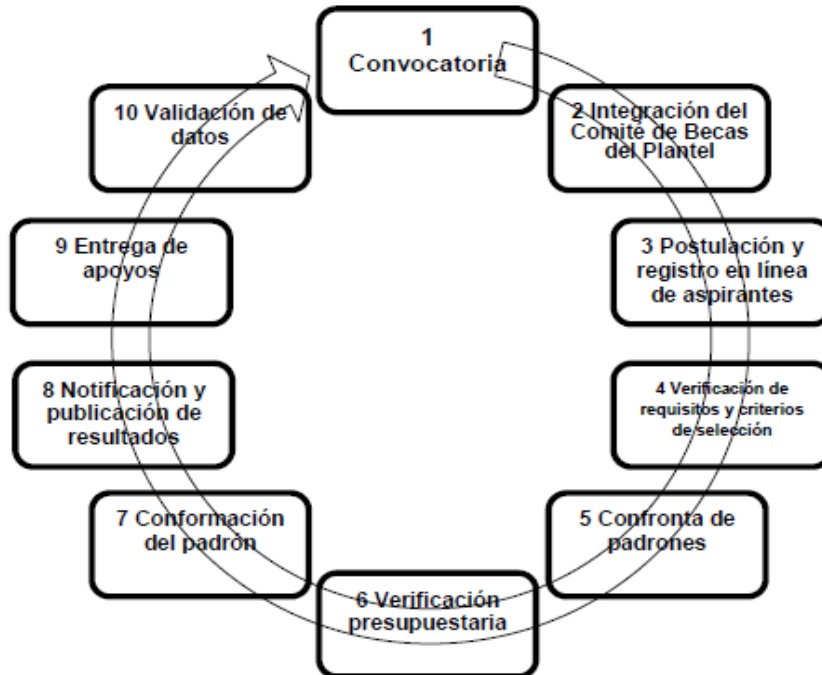 1
Convocatoria
2 Integración del
Comité de Becas
del Plantel
3 Postulación y
registro en línea
de aspirantes
4 Verificación de
requisitos y criterios
de selección
5 Confronta de
padrones
6 Verificación
presupuestaria
7 Conformación
del padrón
8 Notificación y
publicación de
resultados
9 Entrega de
apoyos
10 Validación de
datos